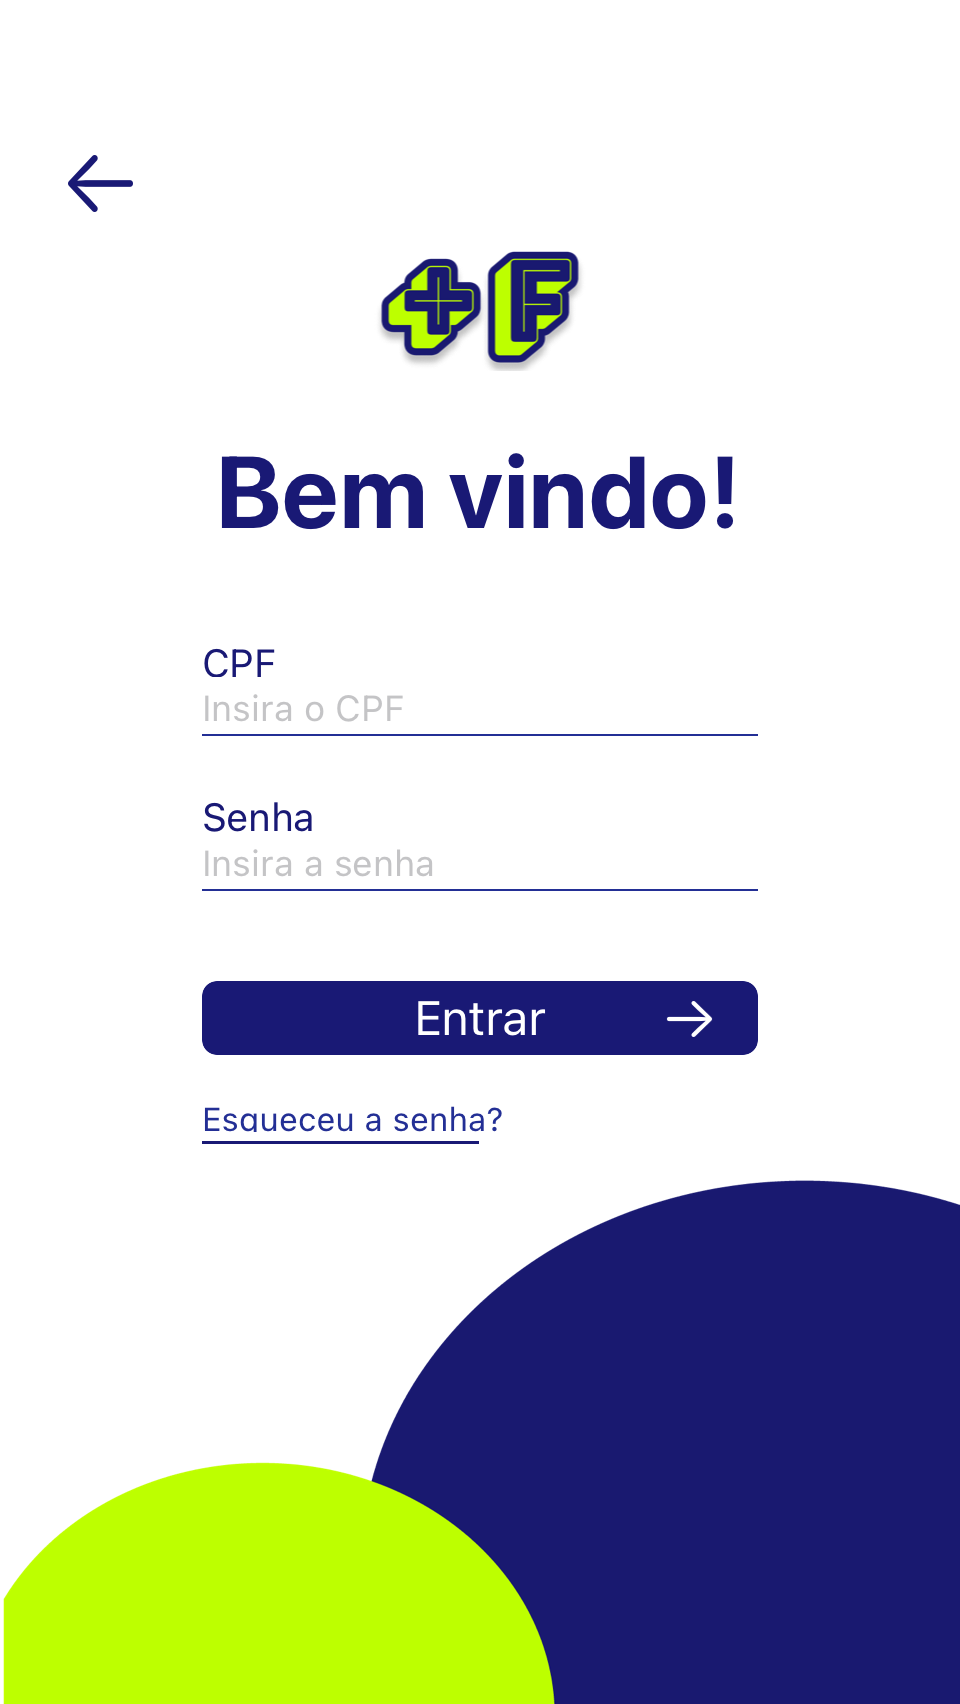 +F
Bem vindo!
CPF
Insira o CPF
Senha
Insira a senha
Entrar
Esqueceu a senha?